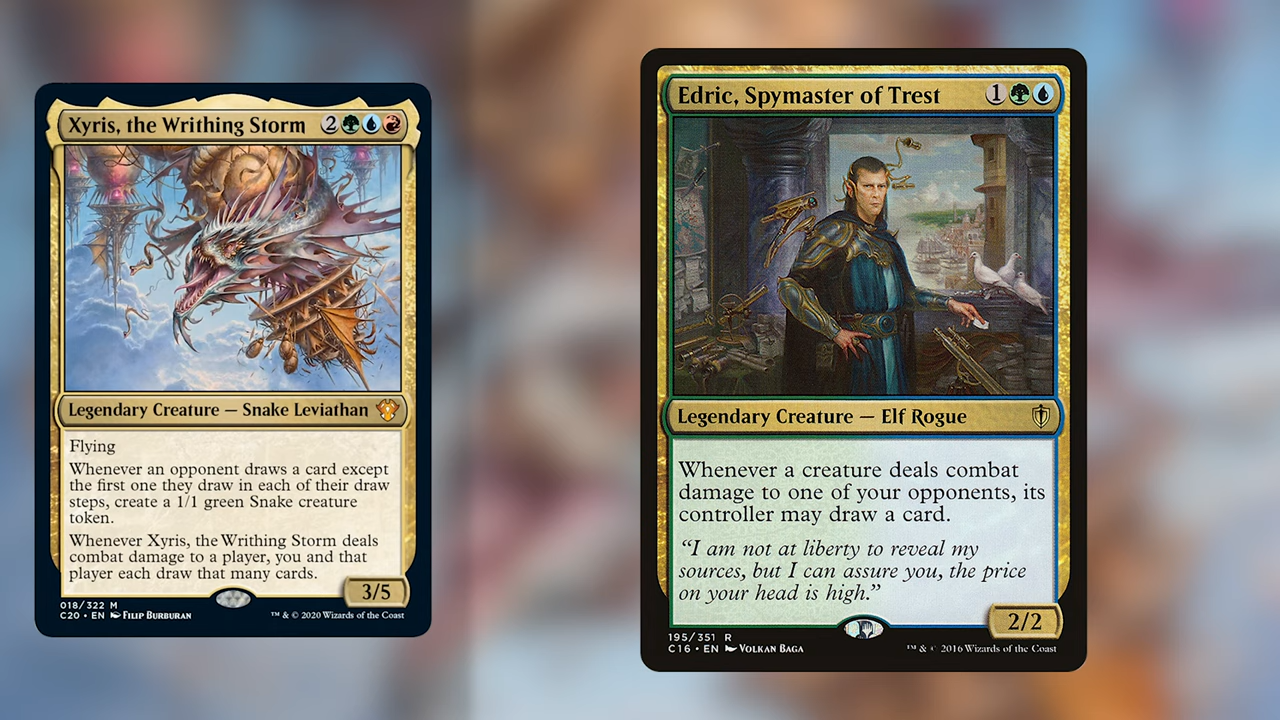 Xyris, the Writhing Storm 2
Legendary Creature — Snake Leviathan
Flying
Whenever an opponent draws a card except
the first one they draw in each of their draw
steps, create a 1/1 green Snake creature
token.
Whenever Xyris, the Writhing Storm deals
combat damage to a player, you and that
player each draw that many cards.
3/5
018/322 M
C20 • EN Filip Burburan
™ & © 2020 Wizards of the Coast
Edric, Spymaster of Trest 1
Legendary Creature — Elf Rogue
Whenever a creature deals combat
damage to one of your opponents, its
controller may draw a card.
“I am not at liberty to reveal my
sources, but I can assure you, the price
on your head is high.”
2/2
195/351 R
C16 • EN Volkan Baga
™ & © 2016 Wizards of the Coast